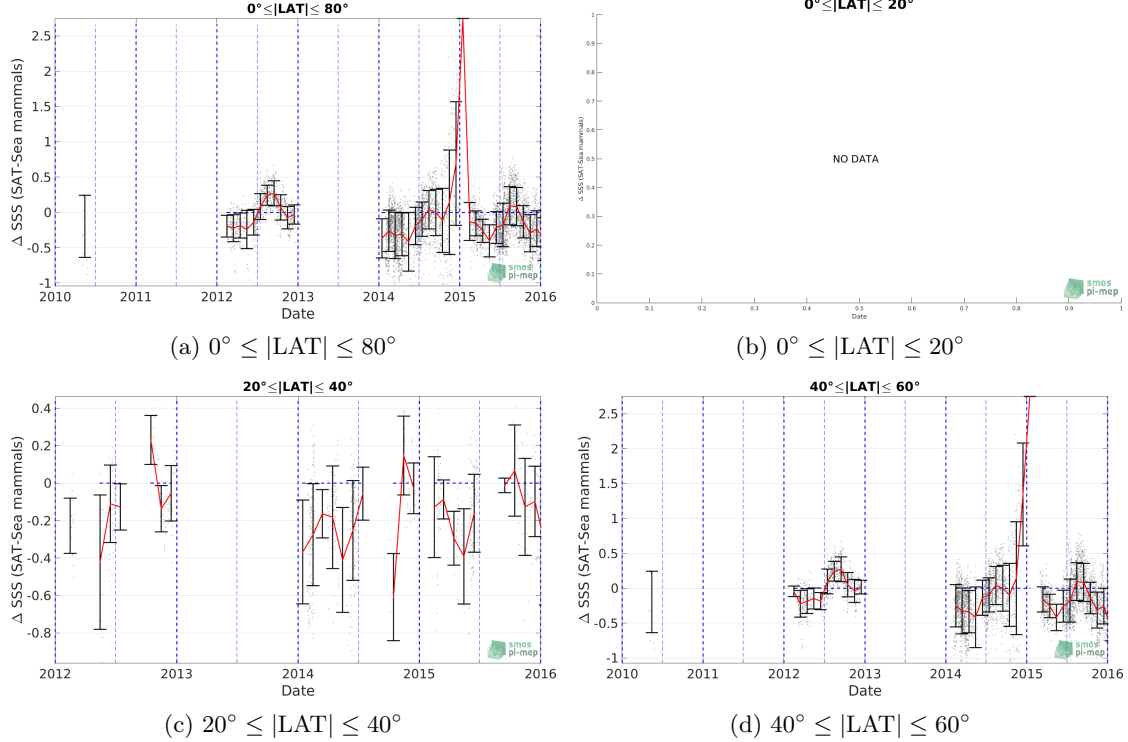 0°≤|LAT|≤ 80°
Δ SSS (SAT-Sea mammals)
2.5
2
1.5
1
0.5
0
-0.5
-1
2010 2011 2012 2013 2014 2015 2016
Date
smos
pi-mep
(a) 0° ≤ |LAT| ≤ 80°
0°≤|LAT|≤ 20°
Δ SSS (SAT-Sea mammals)
1
0.9
0.8
0.7
0.6
0.5
0.4
0.3
0.2
0.1
0
NO DATA
0 0.1 0.2 0.3 0.4 0.5 0.6 0.7 0.8 0.9 1
Date
smos
pi-mep
(b) 0° ≤ |LAT| ≤ 20°
20°≤|LAT|≤ 40°
Δ SSS (SAT-Sea mammals)
0.4
0.2
0
-0.2
-0.4
-0.6
-0.8
2012 2013 2014 2015 2016
Date
smos
pi-mep
(c) 20° ≤ |LAT| ≤ 40°
40°≤|LAT|≤ 60°
Δ SSS (SAT-Sea mammals)
2.5
2
1.5
1
0.5
0
-0.5
-1
2010 2011 2012 2013 2014 2015 2016
Date
smos
pi-mep
(d) 40° ≤ |LAT| ≤ 60°